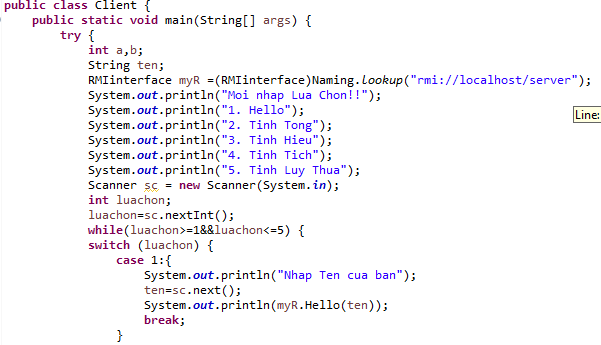 public class Client {
public static void main(String[] args) {
try {
int a,b;
String ten;
RMIinterface myR =(RMIinterface)Naming.lookup("rmi://localhost/server");
System.out.println("Moi nhap Lua Chon!!");
System.out.println("1. Hello");
System.out.println("2. Tinh Tong");
System.out.println("3. Tinh Hieu");
System.out.println("4. Tinh Tich");
System.out.println("5. Tinh Luy Thua");
Scanner sc = new Scanner(System.in);
int luachon;
luachon=sc.nextInt();
while(luachon>=1&&luachon<=5) {
switch (luachon) {
case 1:{
System.out.println("Nhap Ten cua ban");
ten=sc.next();
System.out.println(myR.Hello(ten));
break;
}
Line: